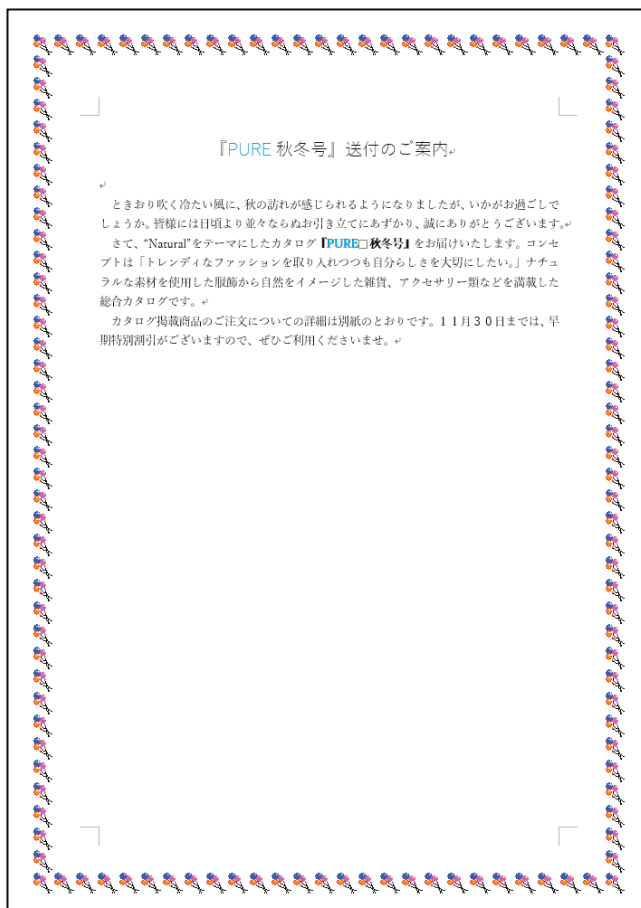 『PURE 秋冬号』送付のご案内↵
↵
　ときおり吹く冷たい風に、秋の訪れが感じられるようになりましたが、いかがお過ごしで
しょうか。皆様には日頃より並々ならぬお引き立てにあずかり、誠にありがとうございます。↵
　さて、“Natural”をテーマにしたカタログ『PURE□秋冬号』をお届けいたします。コンセ
プトは「トレンディなファッションを取り入れつつも自分らしさを大切にしたい。」ナチュ
ラルな素材を使用した服飾から自然をイメージした雑貨、アクセサリー類などを満載した
総合カタログです。↵
　カタログ掲載商品のご注文についての詳細は別紙のとおりです。１１月３０日までは、早
期特別割引がございますので、ぜひご利用くださいませ。↵